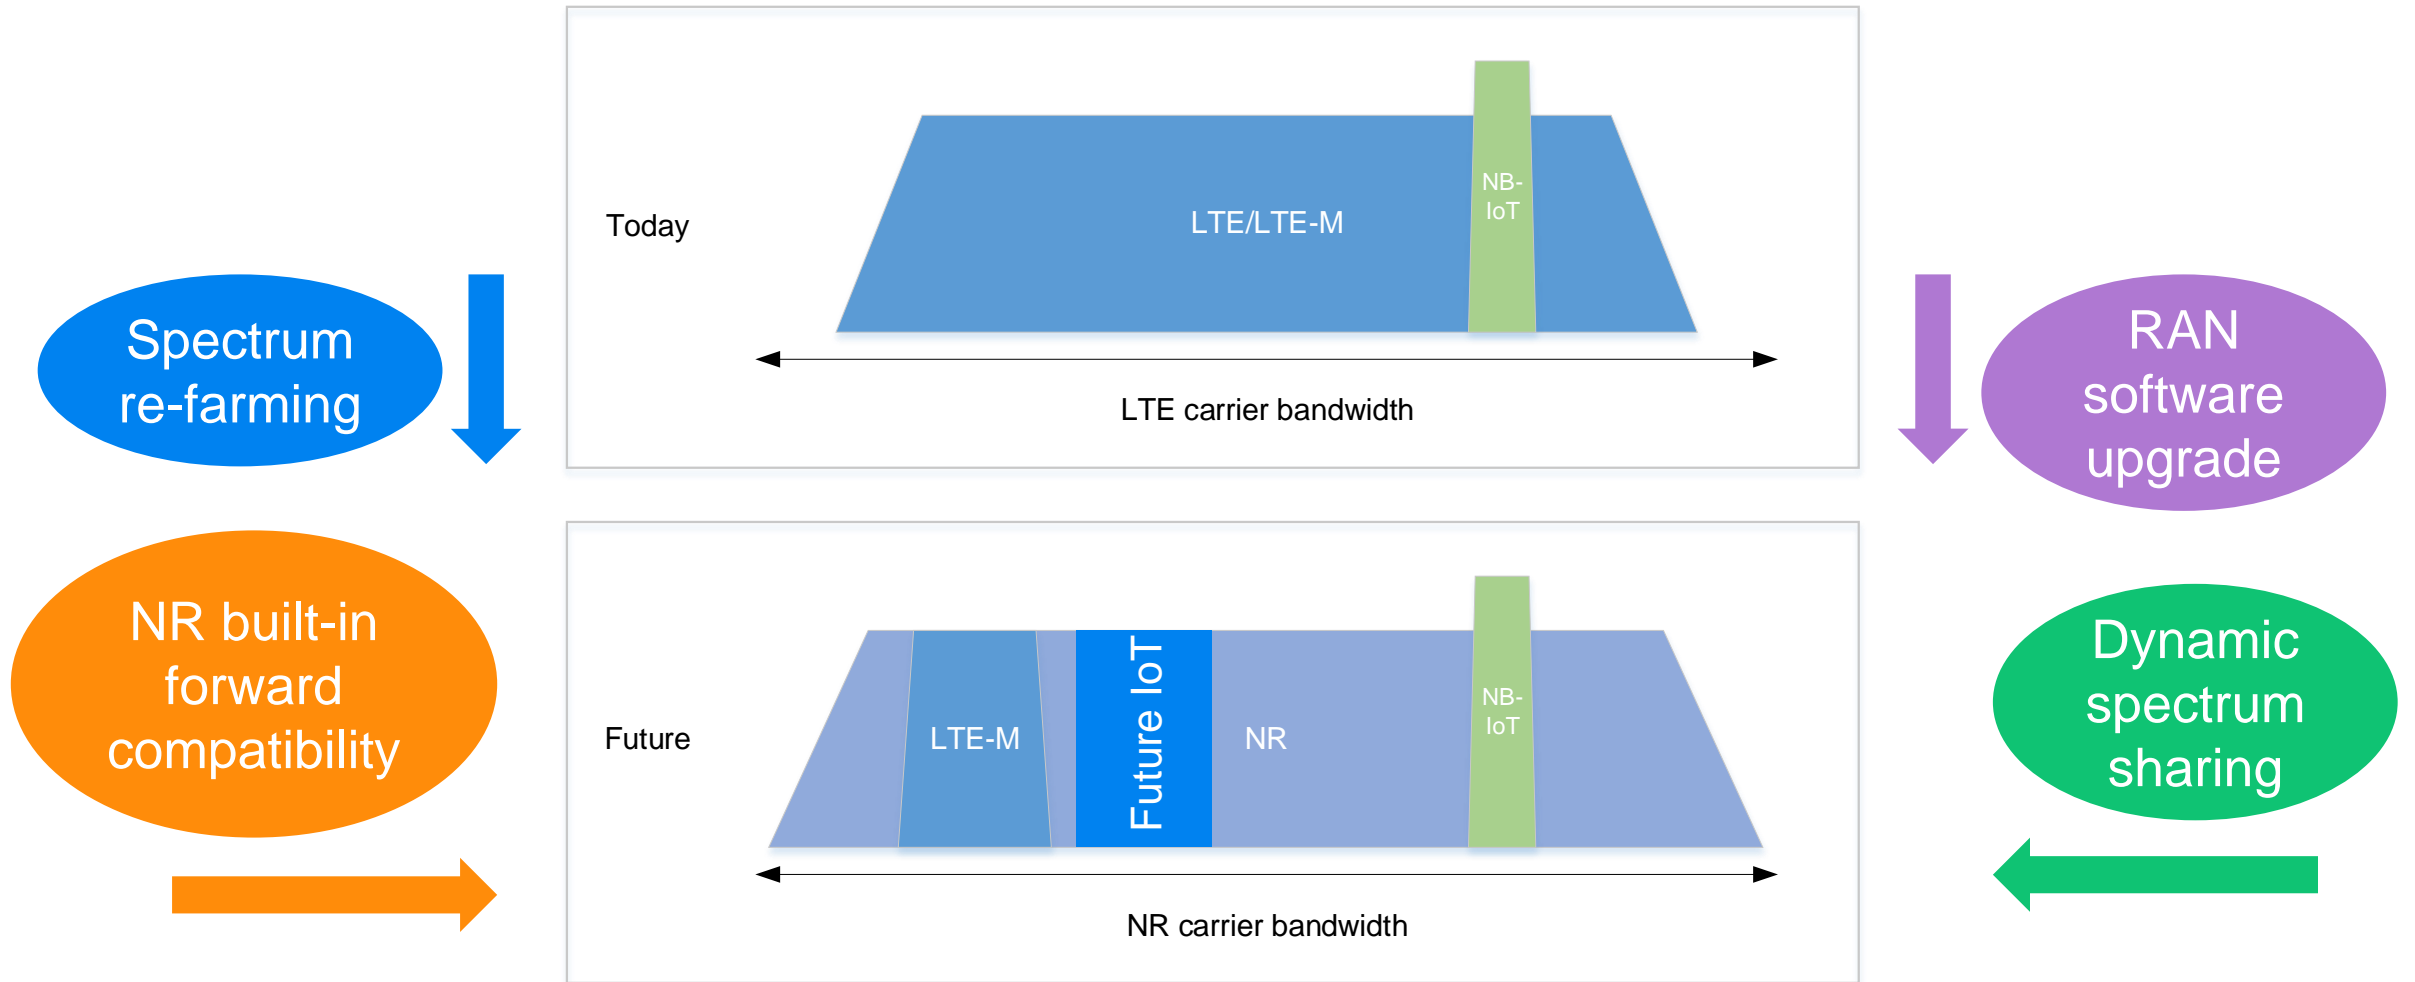 Today
LTE/LTE-M
NB-
IoT
LTE carrier bandwidth
Spectrum
re-farming
RAN
software
upgrade
NR built-in
forward
compatibility
Future
LTE-M
Future IoT
NR
NB-
IoT
NR carrier bandwidth
Dynamic
spectrum
sharing